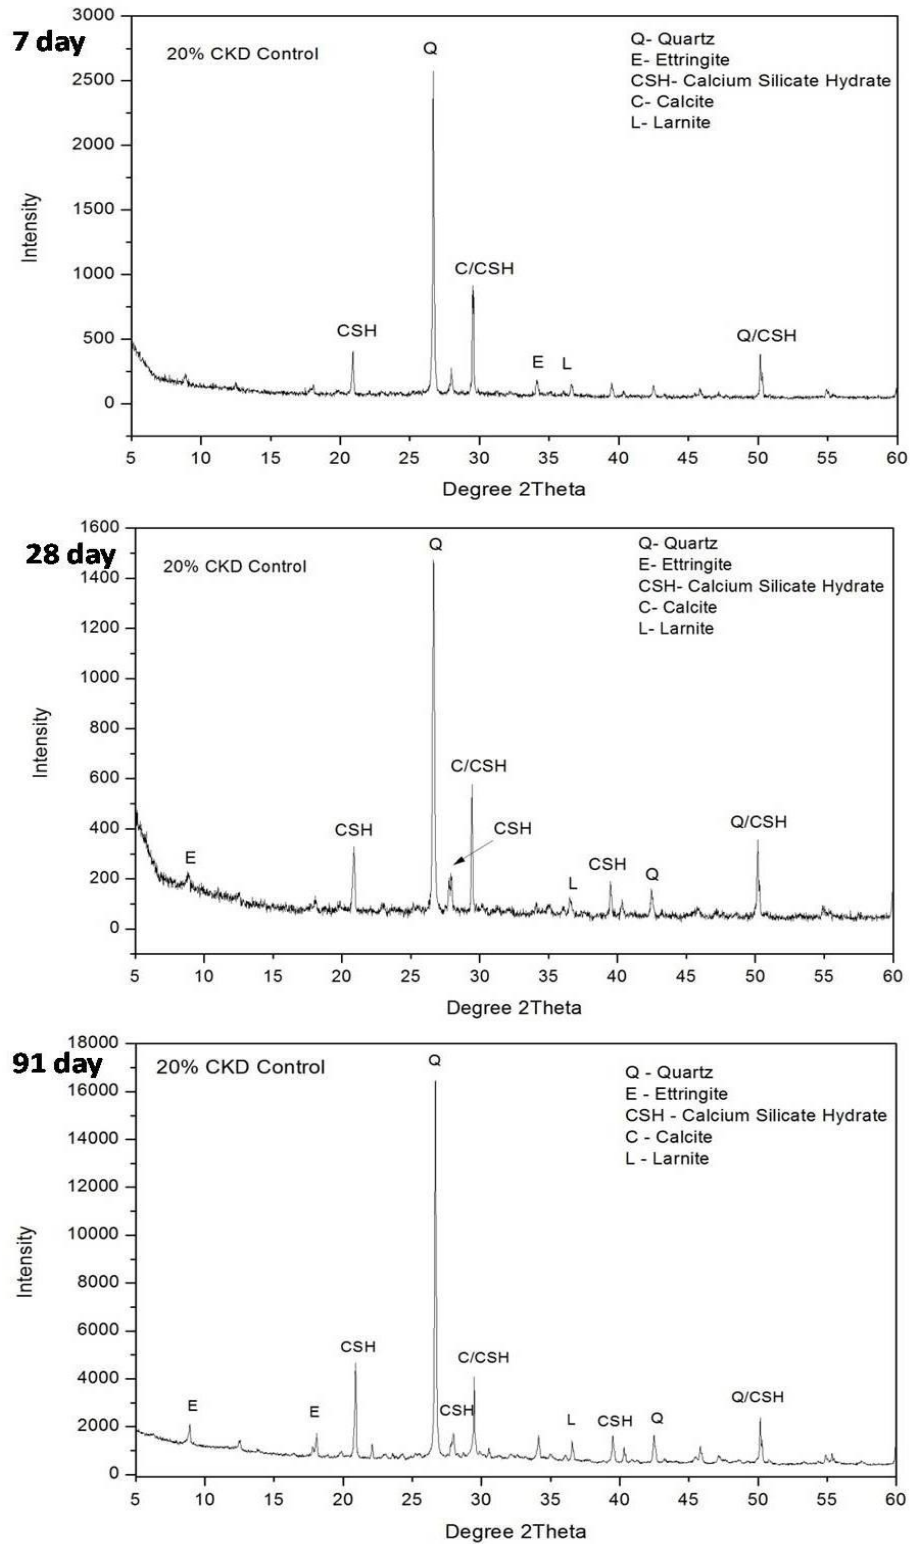 7 day
20% CKD Control
Q- Quartz
E- Ettringite
CSH- Calcium Silicate Hydrate
C- Calcite
L- Larnite
3000
2500
2000
1500
1000
500
0
Intensity
CSH
Q
C/CSH
E
L
Q/CSH
5 10 15 20 25 30 35 40 45 50 55 60
Degree 2Theta
28 day
20% CKD Control
Q- Quartz
E- Ettringite
CSH- Calcium Silicate Hydrate
C- Calcite
L- Larnite
1600
1400
1200
1000
800
600
400
200
0
Intensity
E
CSH
Q
C/CSH
CSH
L
CSH
Q
Q/CSH
5 10 15 20 25 30 35 40 45 50 55 60
Degree 2Theta
91 day
20% CKD Control
Q - Quartz
E - Ettringite
CSH - Calcium Silicate Hydrate
C - Calcite
L - Larnite
18000
16000
14000
12000
10000
8000
6000
4000
2000
0
Intensity
E
E
CSH
Q
CSH
C/CSH
L
CSH
Q
Q/CSH
5 10 15 20 25 30 35 40 45 50 55 60
Degree 2Theta